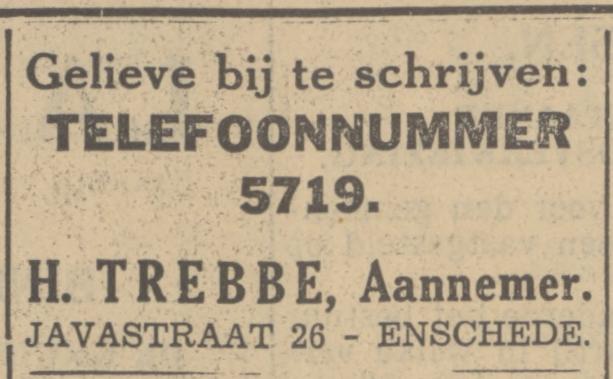 Gelieve bij te schrijven:
TELEFOONNUMMER
5719.
H. TREBBE, Aannemer.
JAVASTRAAT 26 - ENSCHEDE.